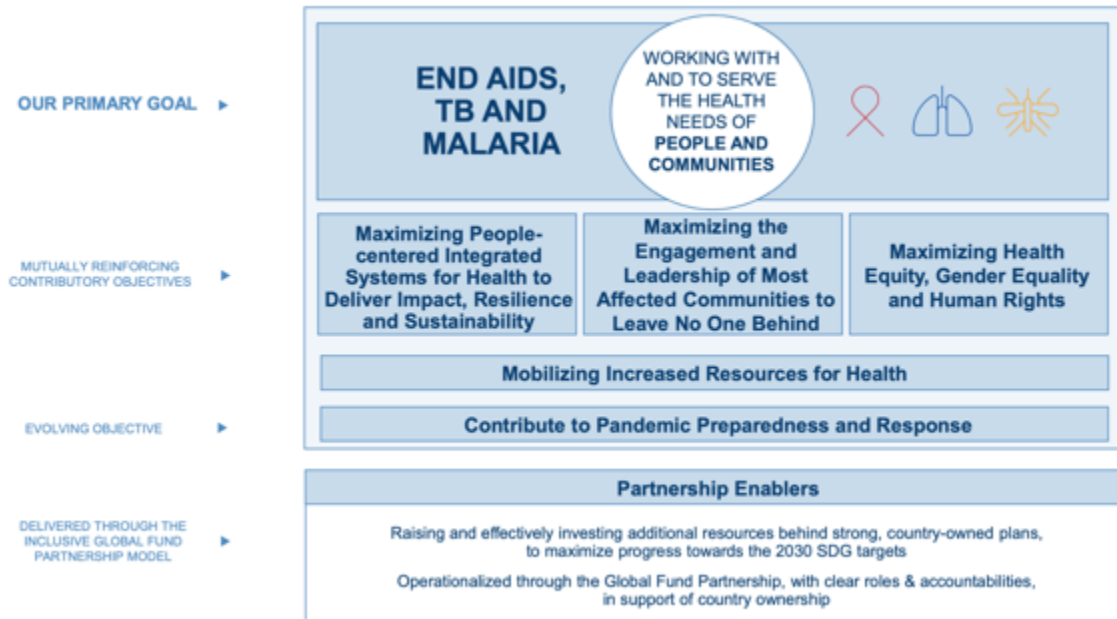 OUR PRIMARY GOAL
END AIDS,
TB AND
MALARIA
WORKING WITH
AND TO SERVE
THE HEALTH
NEEDS OF
PEOPLE AND
COMMUNITIES
MUTUALLY REINFORCING
CONTRIBUTORY OBJECTIVES
Maximizing People-
centered Integrated
Systems for Health to
Deliver Impact, Resilience
and Sustainability
Maximizing the
Engagement and
Leadership of Most
Affected Communities to
Leave No One Behind
Maximizing Health
Equity, Gender Equality
and Human Rights
Mobilizing Increased Resources for Health
EVOLVING OBJECTIVE
Contribute to Pandemic Preparedness and Response
DELIVERED THROUGH THE
INCLUSIVE GLOBAL FUND
PARTNERSHIP MODEL
Partnership Enablers
Raising and effectively investing additional resources behind strong, country-owned plans,
to maximize progress towards the 2030 SDG targets
Operationalized through the Global Fund Partnership, with clear roles & accountabilities,
in support of country ownership